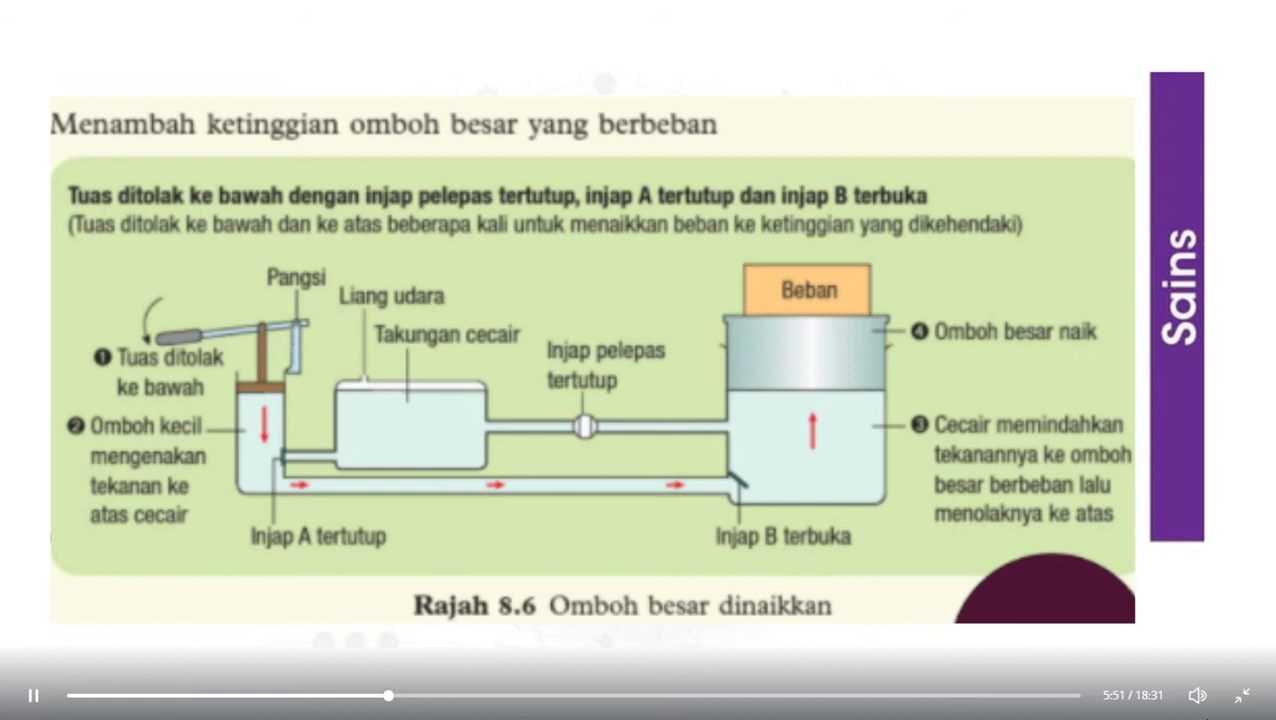 Menambah ketinggian omboh besar yang berbeban
Sains
Tuas ditolak ke bawah dengan injap pelepas tertutup, injap A tertutup dan injap B terbuka
(Tuas ditolak ke bawah dan ke atas beberapa kali untuk menaikkan beban ke ketinggian yang dikehendaki)
Pangsi
Liang udara
Takungan cecair
Injap pelepas
tertutup
Beban
❶ Tuas ditolak
ke bawah
❷ Omboh kecil
mengenakan
tekanan ke
atas cecair
❹ Omboh besar naik
❸ Cecair memindahkan
tekanannya ke omboh
besar berbeban lalu
menolaknya ke atas
Injap A tertutup
Injap B terbuka
Rajah 8.6 Omboh besar dinaikkan
5:51 / 18:31